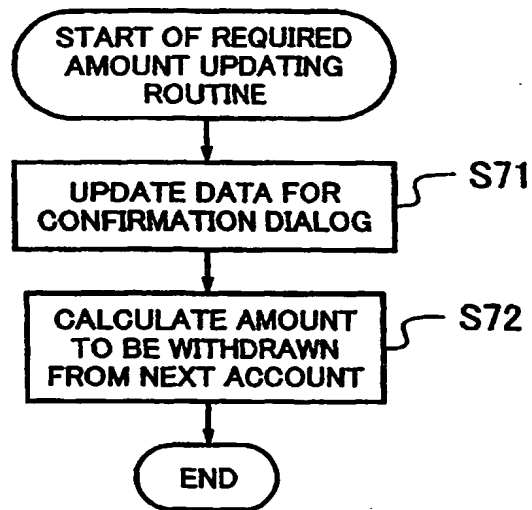 START OF REQUIRED
AMOUNT UPDATING
ROUTINE
UPDATE DATA FOR
CONFIRMATION DIALOG
S71
CALCULATE AMOUNT
TO BE WITHDRAWN
FROM NEXT ACCOUNT
S72
END